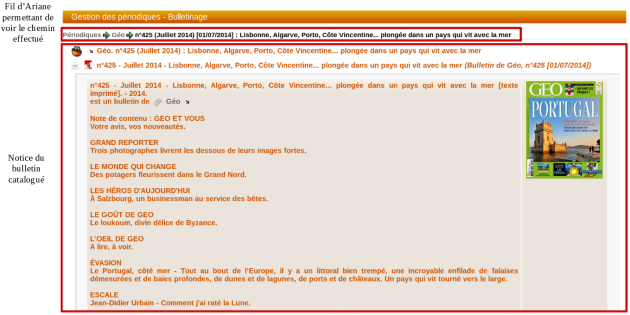 Fil d'Ariane
permettant de
voir le chemin
effectué
Gestion des périodiques - Bulletinage
Périodiques Géo n°425 (Juillet 2014) [01/07/2014] : Lisbonne, Algarve, Porto, Côte Vincentine... plongée dans un pays qui vit avec la mer
Géo. n°425 (Juillet 2014) : Lisbonne, Algarve, Porto, Côte Vincentine... plongée dans un pays qui vit avec la mer
n°425 - Juillet 2014 - Lisbonne, Algarve, Porto, Côte Vincentine... plongée dans un pays qui vit avec la mer (Bulletin de Géo, n°425 [01/07/2014])
n°425 - Juillet 2014 - Lisbonne, Algarve, Porto, Côte Vincentine... plongée dans un pays qui vit avec la mer [texte
imprimé]. - 2014.
est un bulletin de Géo
Note de contenu : GEO ET VOUS
Votre avis, vos nouveautés.
GRAND REPORTER
Trois photographes livrent les dessous de leurs images fortes.
LE MONDE QUI CHANGE
Des potagers fleurissent dans le Grand Nord.
LES HÉROS D'AUJOURD'HUI
À Salzbourg, un businessman au service des bêtes.
LE GOÛT DE GEO
Le loukoum, divin délice de Byzance.
L'OEIL DE GEO
A lire, à voir.
ÉVASION
Le Portugal, côté mer - Tout au bout de l'Europe, il y a un littoral bien trempé, une incroyable enfilade de falaises
démesurées et de baies profondes, de dunes et de lagunes, de ports et de châteaux. Un pays qui vit tourné vers le large.
ESCALE
Jean-Didier Urbain - Comment j'ai raté la Lune.
GEO
PORTUGAL
Notice du
bulletin
catalogué